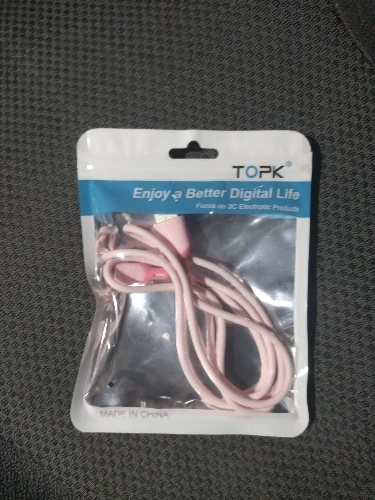 TOPK®
Enjoy a Better Digital Life
Focus on 3C Electronic Products
MADE IN CHINA